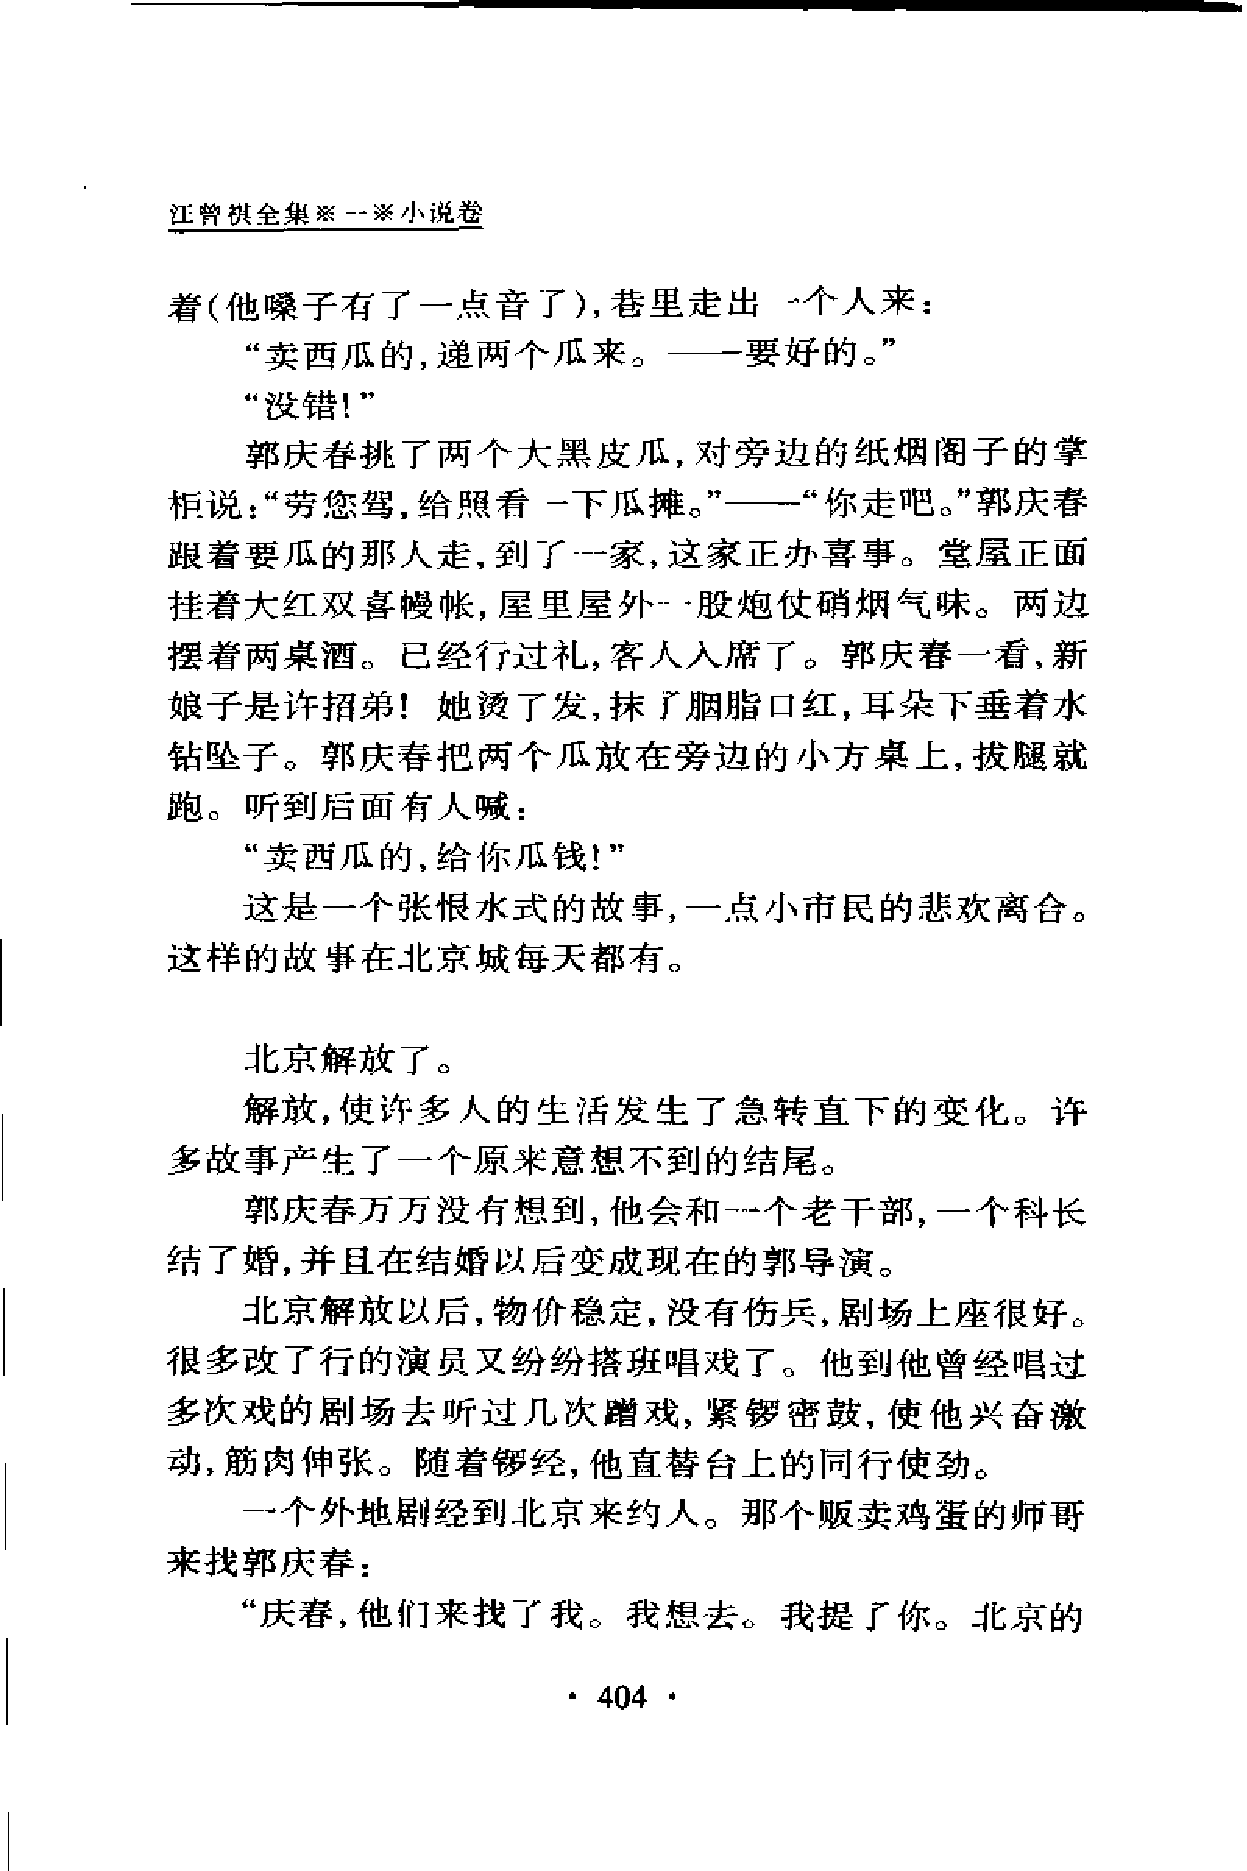 汪曾祺全集※一※小说卷
着(他嗓子有了一点音了),巷里走出一个人来：
“卖西瓜的,递两个瓜来。——要好的。”
“没错!”
郭庆春挑了两个大黑皮瓜,对旁边的纸烟阁子的掌
柜说：“劳您驾,给照看一下瓜摊。”——“你走吧。”郭庆春
跟着要瓜的那人走,到了一家,这家正办喜事。堂屋正面
挂着大红双喜幔帐,屋里屋外一股炮仗硝烟气味。两边
摆着两桌酒。已经行过礼,客人入席了。郭庆春一看,新
娘子是许招弟! 她烫了发,抹了胭脂口红,耳朵下垂着水
钻坠子。郭庆春把两个瓜放在旁边的小方桌上,拔腿就
跑。听到后面有人喊：
“卖西瓜的,给你瓜钱!”
这是一个张恨水式的故事,一点小市民的悲欢离合。
这样的故事在北京城每天都有。
北京解放了。
解放,使许多人的生活发生了急转直下的变化。许
多故事产生了一个原来意想不到的结尾。
郭庆春万万没有想到,他会和一个老干部,一个科长
结了婚,并且在结婚以后变成现在的郭导演。
北京解放以后,物价稳定,没有伤兵,剧场上座很好。
很多改了行的演员又纷纷搭班唱戏了。他到他曾经唱过
多次戏的剧场去听过几次蹭戏,紧锣密鼓,使他兴奋激
动,筋肉伸张。随着锣经,他直替台上的同行使劲。
一个外地剧经到北京来约人。那个贩卖鸡蛋的师哥
来找郭庆春：
“庆春,他们来找了我。我想去。我提了你。北京的
· 404 ·